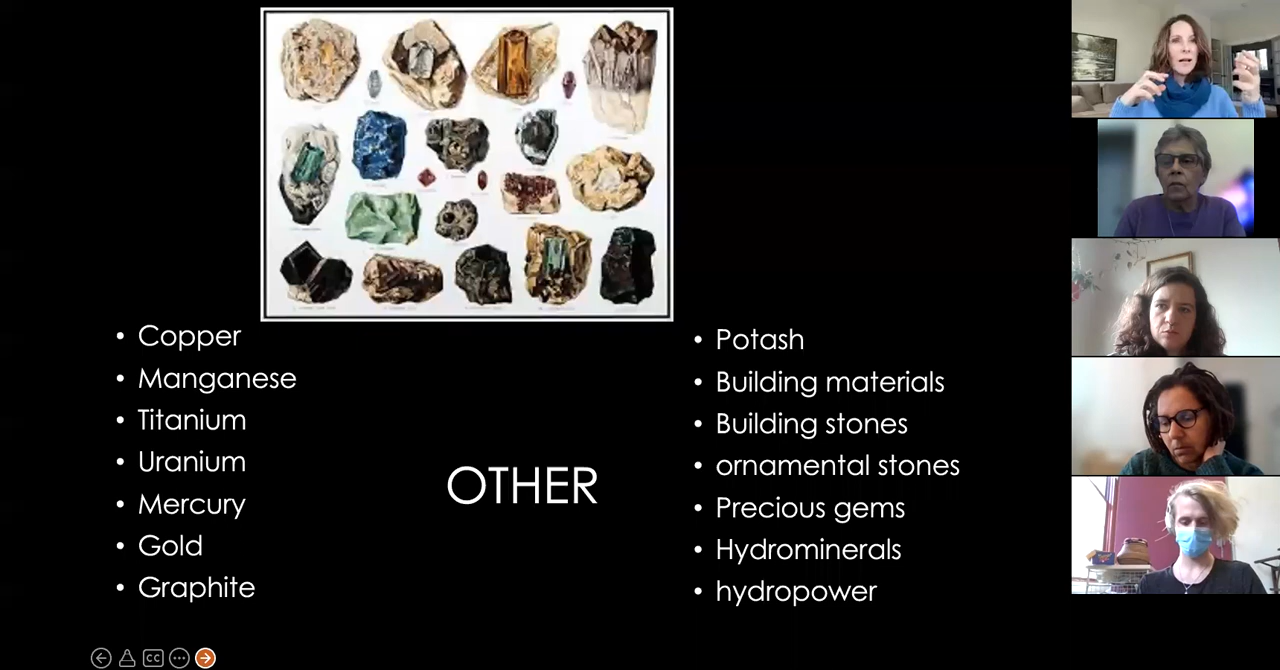 Copper
Manganese
Titanium
Uranium
Mercury
Gold
Graphite
OTHER
Potash
Building materials
Building stones
ornamental stones
Precious gems
Hydrominerals
hydropower
CC